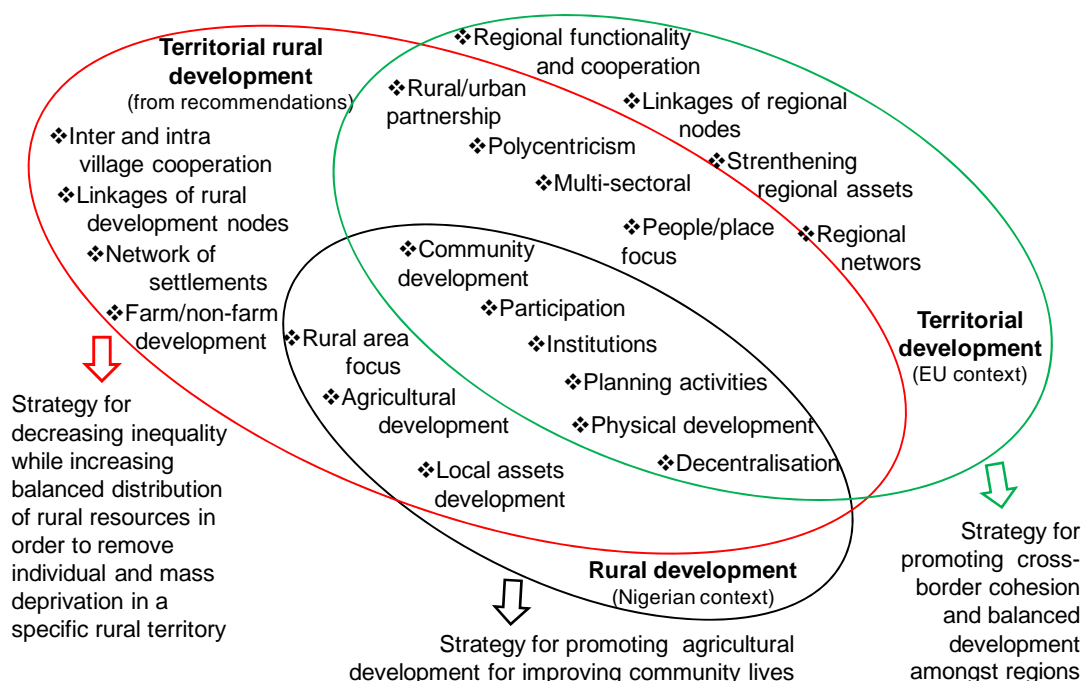 Territorial rural
development
(from recommendations)
❖Inter and intra
village cooperation
❖Linkages of rural
development nodes
❖Network of
settlements
❖Farm/non-farm
development
❖Regional functionality
and cooperation
❖Rural/urban
partnership
❖Linkages of regional
nodes
❖Polycentricism
❖Strenthening
regional assets
❖Multi-sectoral
❖People/place
focus
❖Regional
networs
❖Community
development
❖Participation
❖Rural area
focus
❖Institutions
❖Agricultural
development
❖Planning activities
❖Physical development
❖Local assets
development
❖Decentralisation
Territorial
development
(EU context)
Rural development
(Nigerian context)
Strategy for
decreasing inequality
while increasing
balanced distribution
of rural resources in
order to remove
individual and mass
deprivation in a
specific rural territory
Strategy for promoting agricultural
development for improving community lives
Strategy for
promoting cross-
border cohesion
and balanced
development
amongst regions